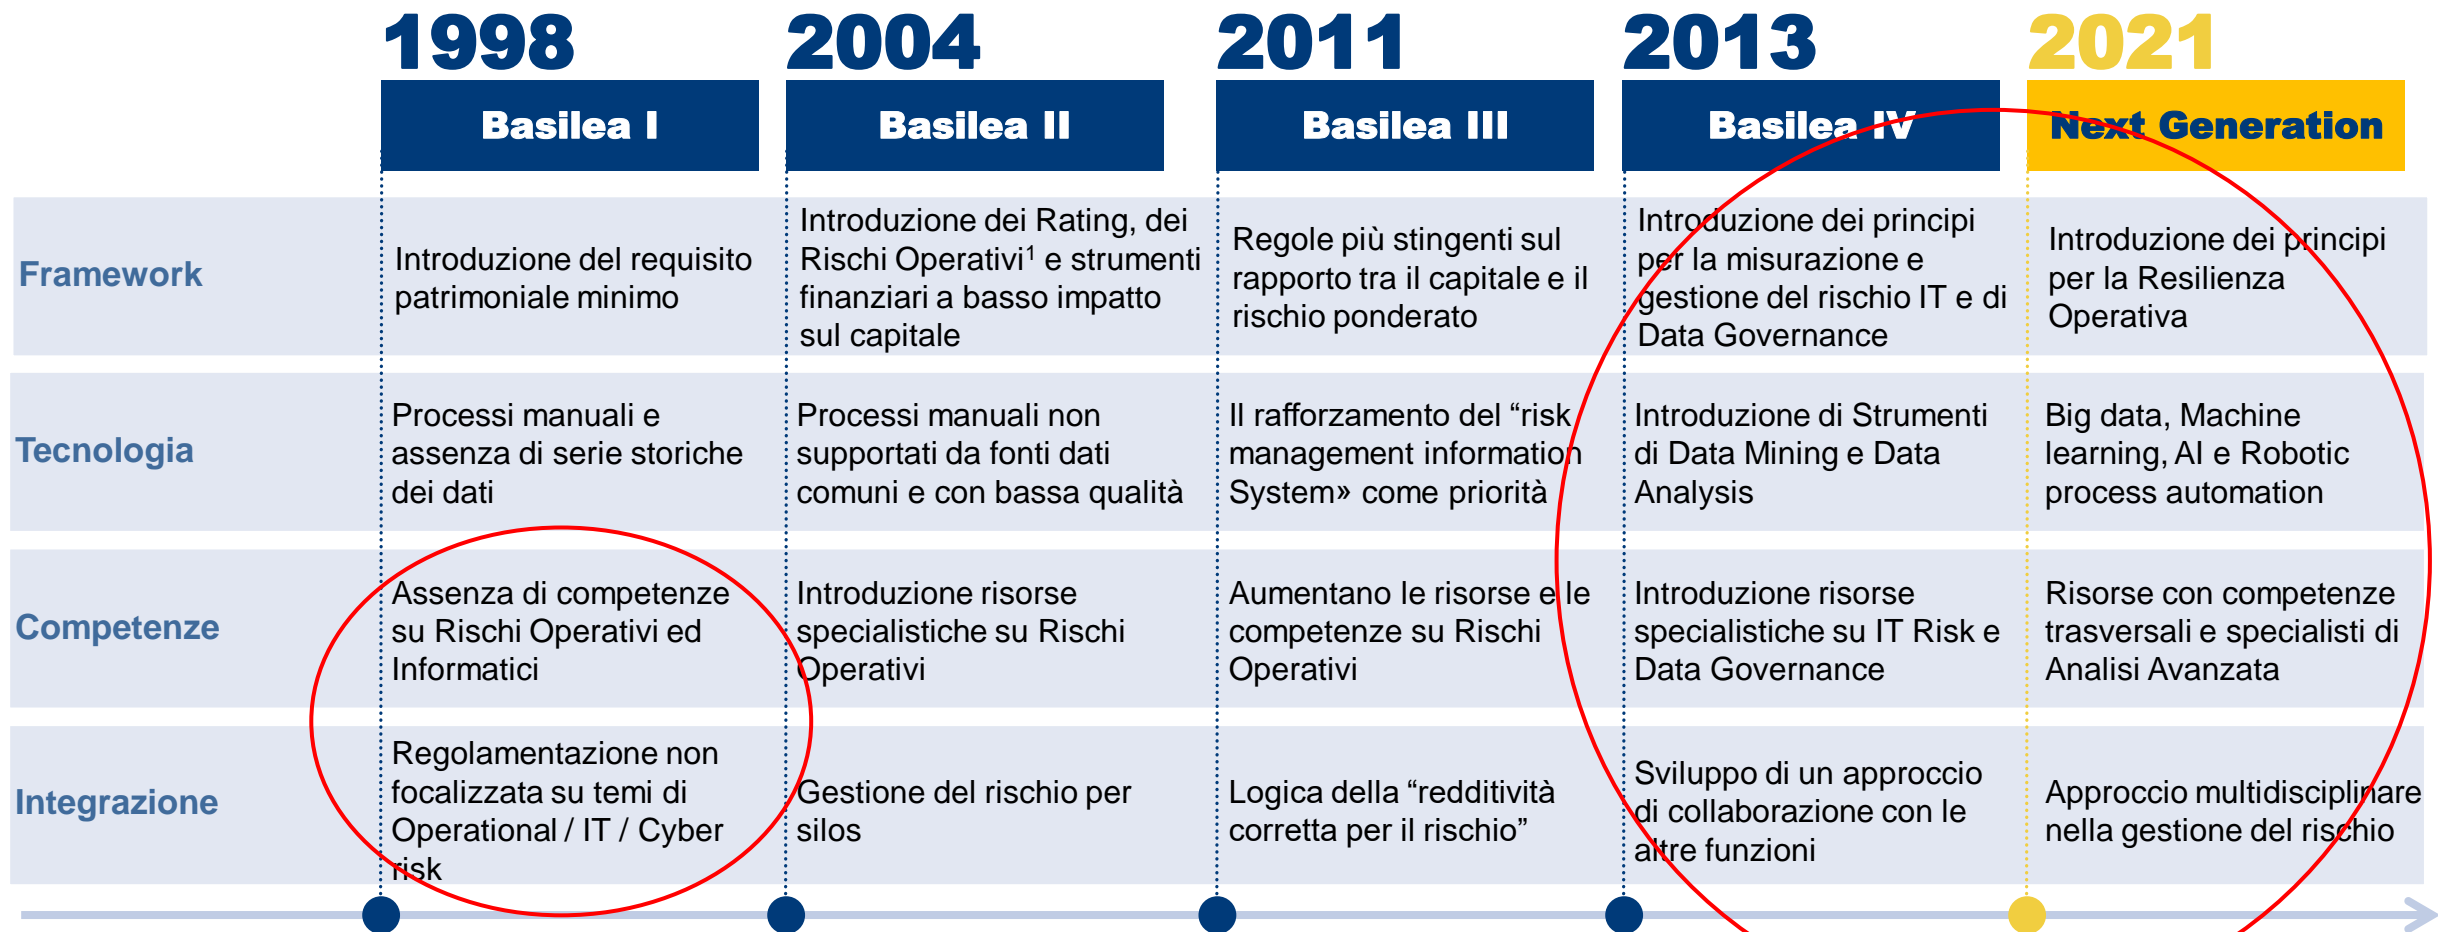 1998
2004
2011
2013
2021
Basilea I
Basilea II
Basilea III
Basilea IV
Next Generation
Framework
Introduzione del requisito
patrimoniale minimo
Introduzione dei Rating, dei
Rischi Operativi¹ e strumenti
finanziari a basso impatto
sul capitale
Regole più stingenti sul
rapporto tra il capitale e il
rischio ponderato
Introduzione dei principi
per la misurazione e
gestione del rischio IT e di
Data Governance
Introduzione dei principi
per la Resilienza
Operativa
Tecnologia
Processi manuali e
assenza di serie storiche
dei dati
Processi manuali non
supportati da fonti dati
comuni e con bassa qualità
Il rafforzamento del “risk
management information
System» come priorità
Introduzione di Strumenti
di Data Mining e Data
Analysis
Big data, Machine
learning, AI e Robotic
process automation
Competenze
Assenza di competenze
su Rischi Operativi ed
Informatici
Introduzione risorse
specialistiche su Rischi
Operativi
Aumentano le risorse e le
competenze su Rischi
Operativi
Introduzione risorse
specialistiche su IT Risk e
Data Governance
Risorse con competenze
trasversali e specialisti di
Analisi Avanzata
Integrazione
Regolamentazione non
focalizzata su temi di
Operational / IT / Cyber
risk
Gestione del rischio per
silos
Logica della “redditività
corretta per il rischio”
Sviluppo di un approccio
di collaborazione con le
altre funzioni
Approccio multidisciplinare
nella gestione del rischio